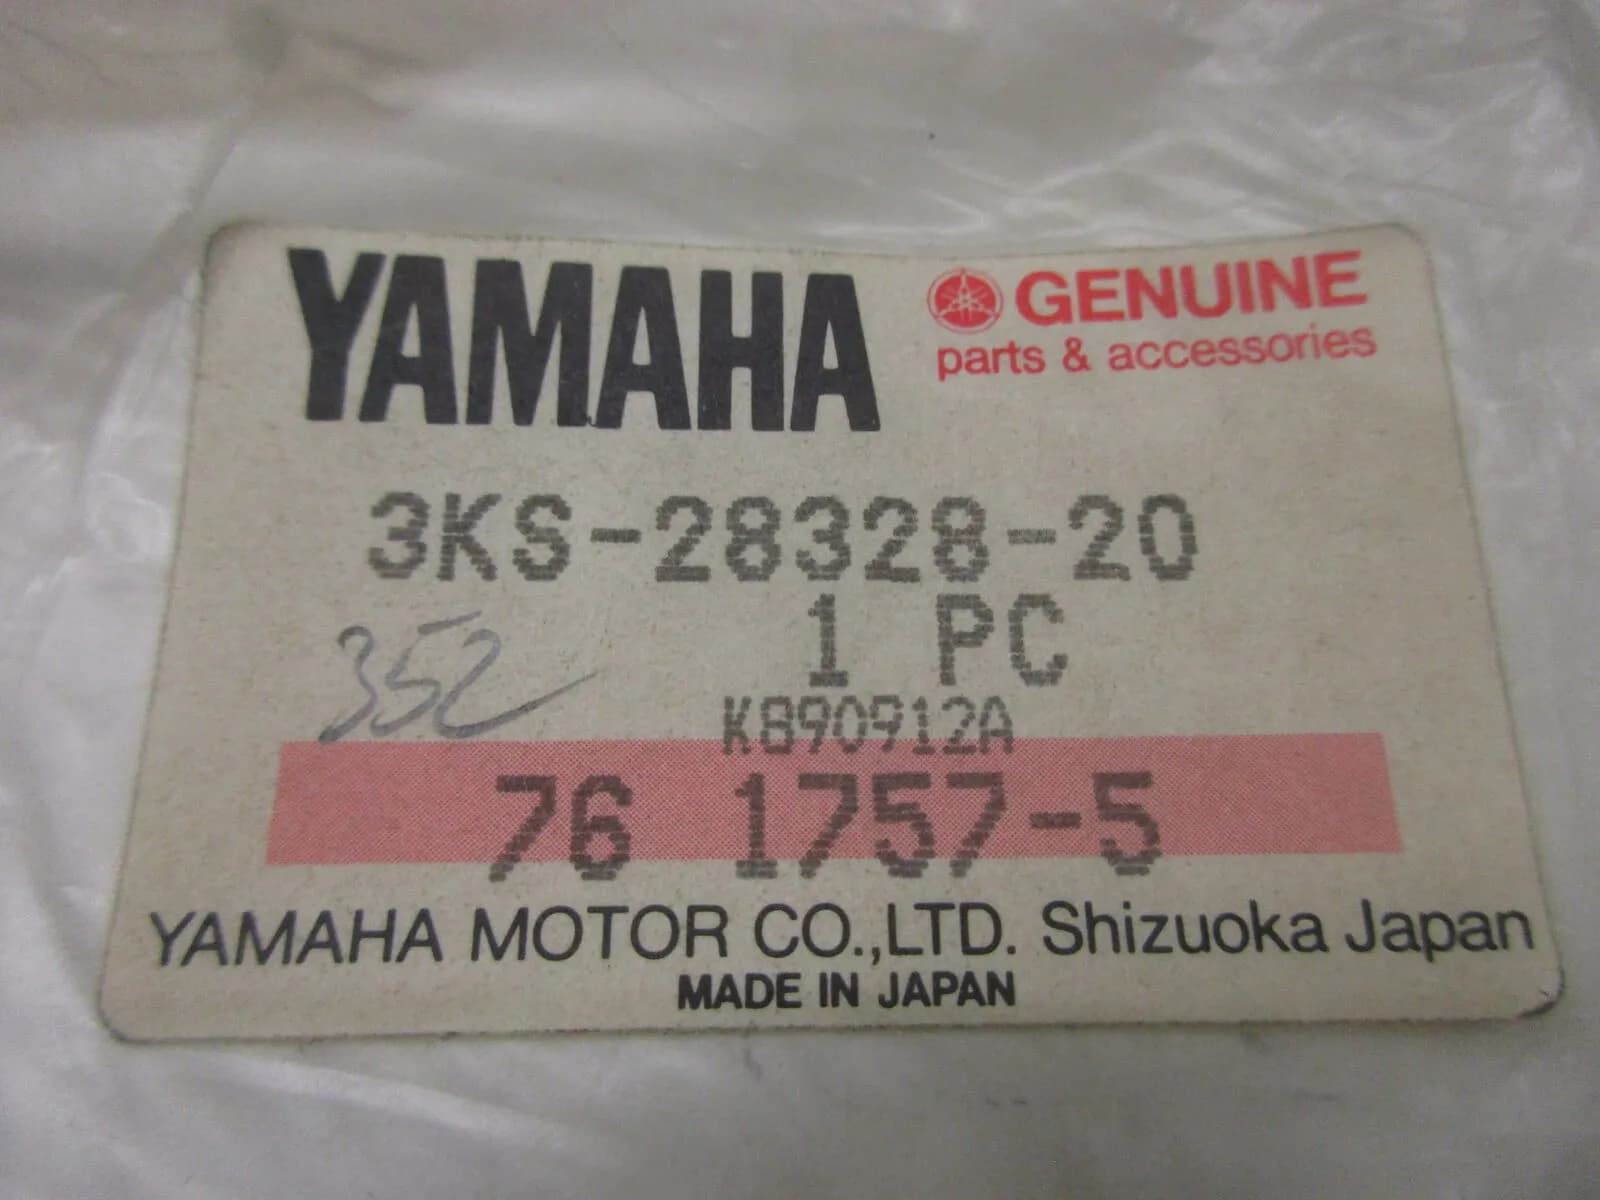 YAMAHA
GENUINE
parts & accessories
3KS-28328-20
1 PC
352
K890912A
76 1757-5
YAMAHA MOTOR CO.,LTD. Shizuoka Japan
MADE IN JAPAN